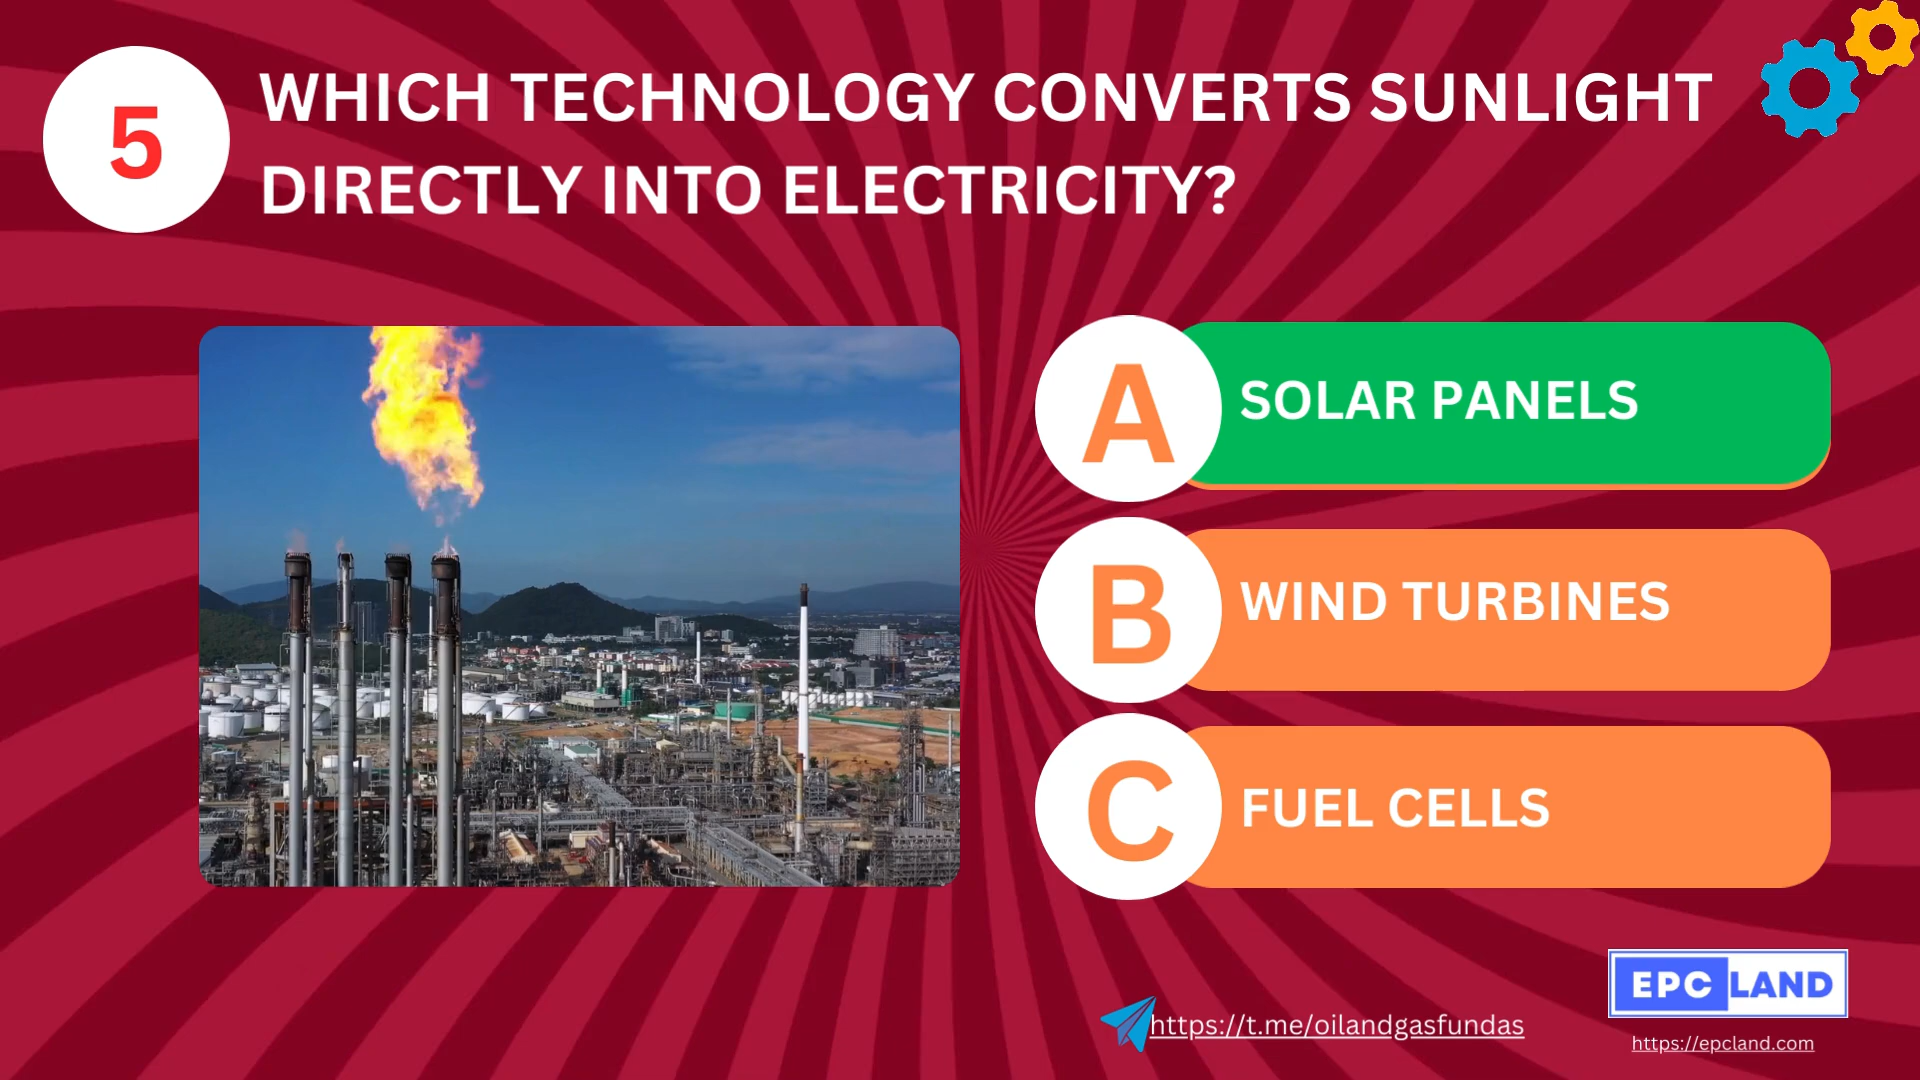 5
WHICH TECHNOLOGY CONVERTS SUNLIGHT
DIRECTLY INTO ELECTRICITY?
A
SOLAR PANELS
B
WIND TURBINES
C
FUEL CELLS
https://t.me/oilandgasfundas
EPC LAND
https://epcland.com